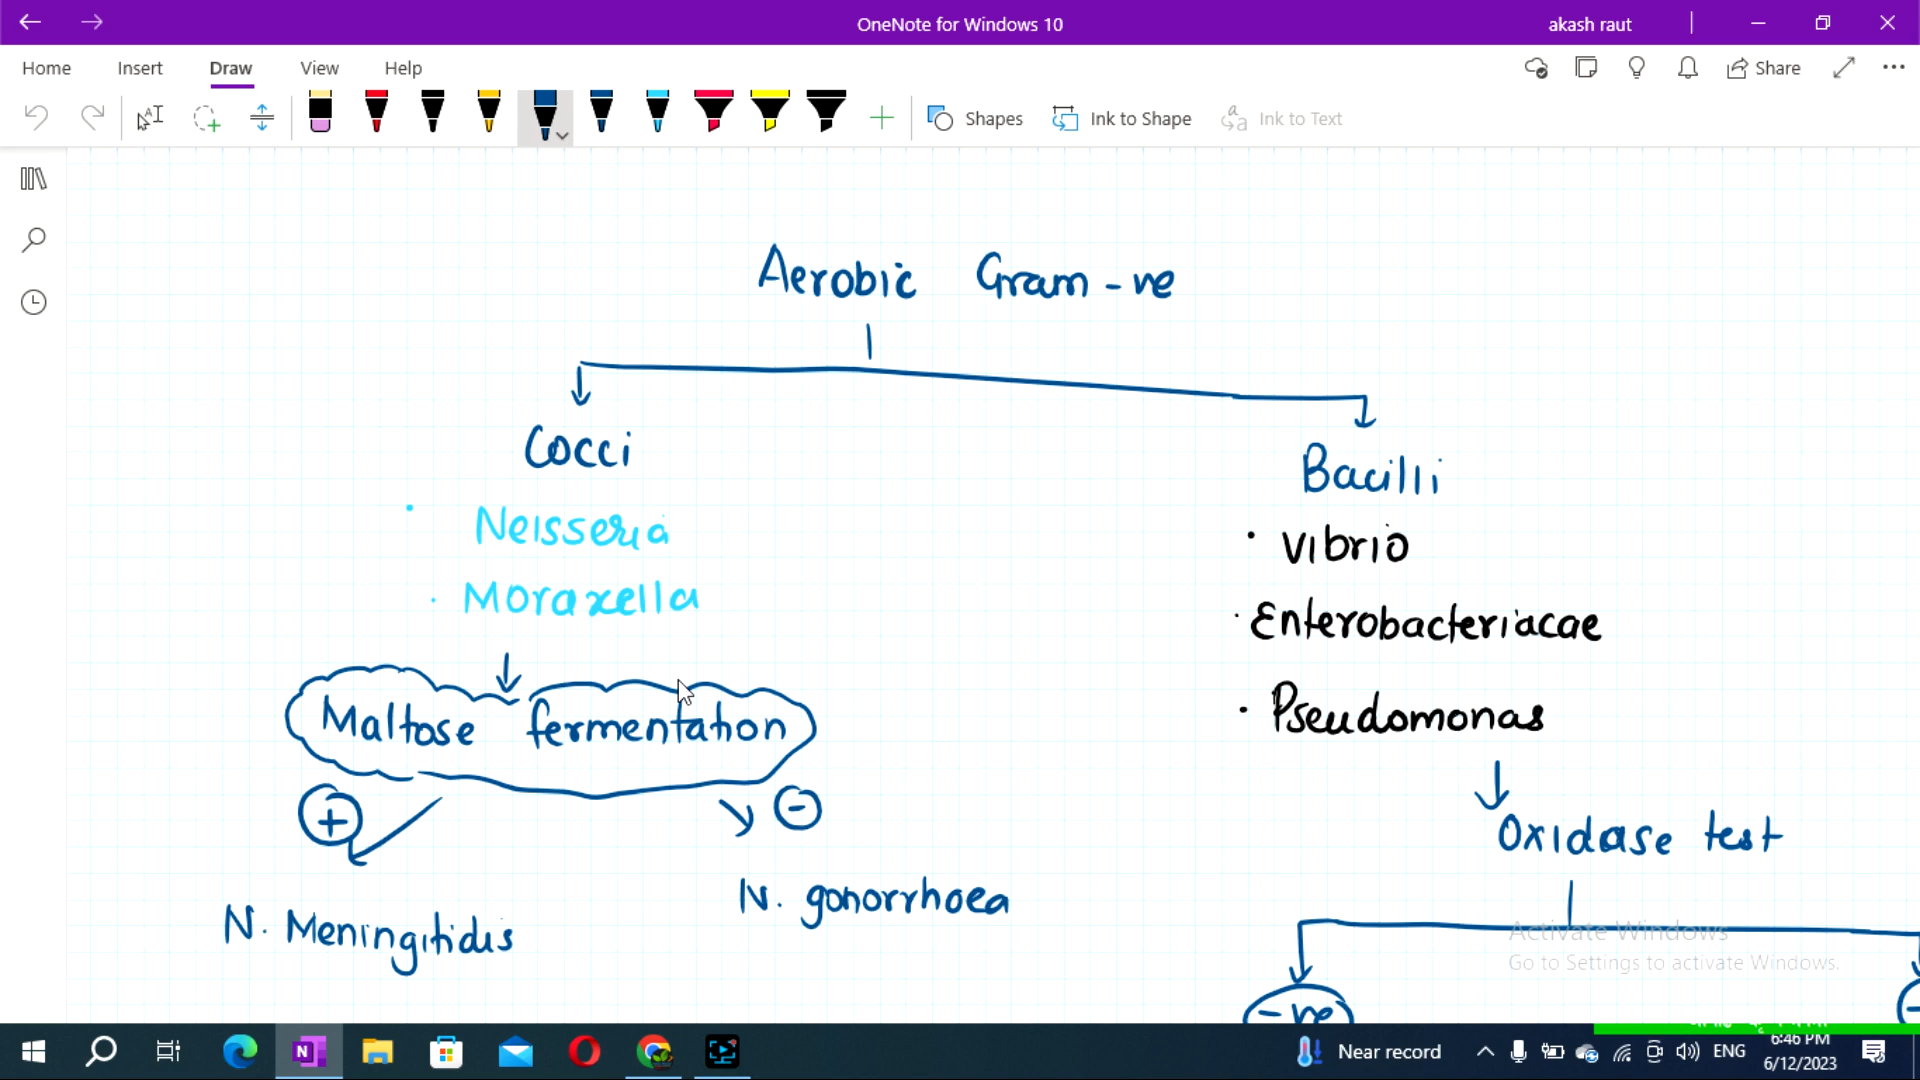 OneNote for Windows 10
akash raut
Home Insert Draw View Help
Share
Shapes Ink to Shape Ink to Text
Aerobic Gram -ve
Cocci
Bacilli
• Neisseria
• Vibrio
• Moraxella
• Enterobacteriacae
Maltose fermentation
• Pseudomonas
+
-
Oxidase test
N. Meningitidis
N. gonorrhoea
Activate Windows
Go to Settings to activate Windows.
-ve
Near record
ENG
6:46 PM
6/12/2023